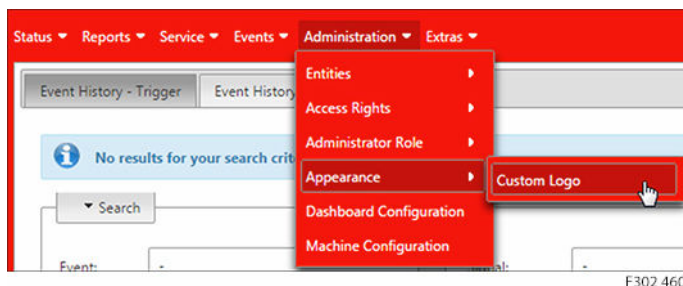 Status Reports Service Events Administration Extras
Event History - Trigger Event History
Entities
Access Rights
No results for your search crit
Administrator Role
Appearance
Custom Logo
Search
Dashboard Configuration
Machine Configuration
Event: -
-
F302 460